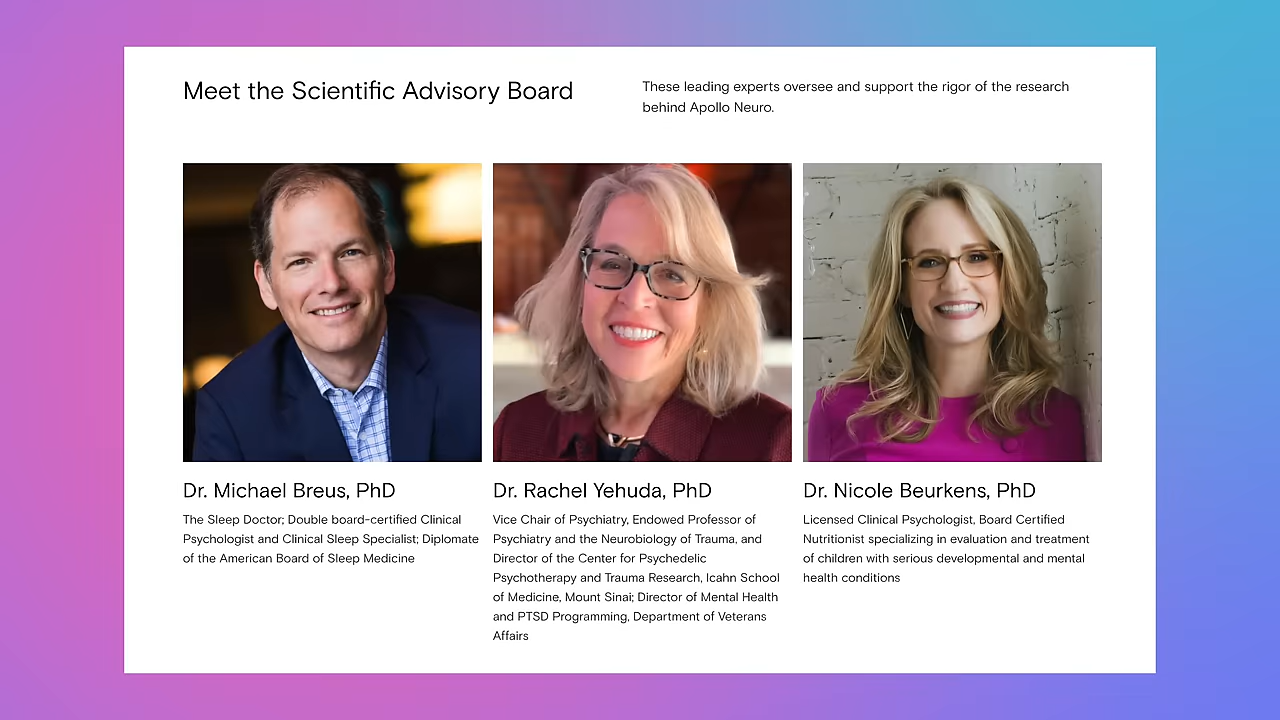 Meet the Scientific Advisory Board
These leading experts oversee and support the rigor of the research
behind Apollo Neuro.
Dr. Michael Breus, PhD
The Sleep Doctor; Double board-certified Clinical
Psychologist and Clinical Sleep Specialist; Diplomate
of the American Board of Sleep Medicine
Dr. Rachel Yehuda, PhD
Vice Chair of Psychiatry, Endowed Professor of
Psychiatry and the Neurobiology of Trauma, and
Director of the Center for Psychedelic
Psychotherapy and Trauma Research, Icahn School
of Medicine, Mount Sinai; Director of Mental Health
and PTSD Programming, Department of Veterans
Affairs
Dr. Nicole Beurkens, PhD
Licensed Clinical Psychologist, Board Certified
Nutritionist specializing in evaluation and treatment
of children with serious developmental and mental
health conditions